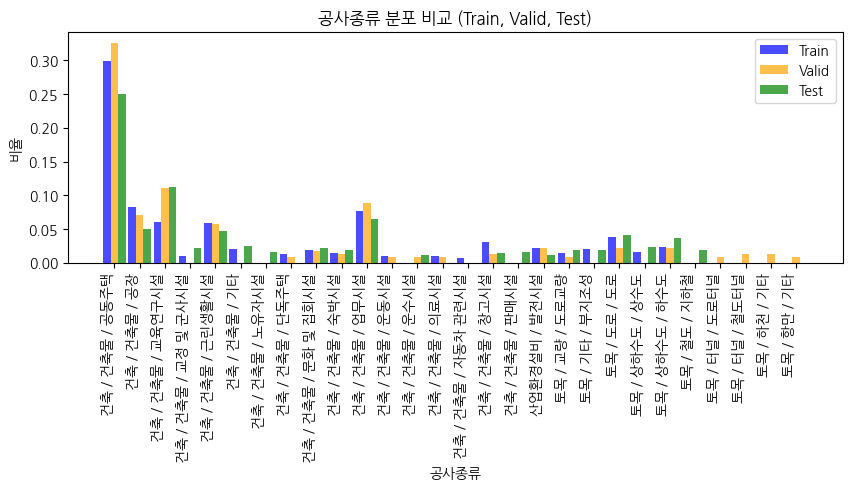 공사종류 분포 비교 (Train, Valid, Test)
Train
Valid
Test
비율
0.30
0.25
0.20
0.15
0.10
0.05
0.00
건축 / 건축물 / 공동주택
건축 / 건축물 / 공장
건축 / 건축물 / 교육연구시설
건축 / 건축물 / 교정 및 군사시설
건축 / 건축물 / 근린생활시설
건축 / 건축물 / 기타
건축 / 건축물 / 노유자시설
건축 / 건축물 / 단독주택
건축 / 건축물 / 문화 및 집회시설
건축 / 건축물 / 숙박시설
건축 / 건축물 / 업무시설
건축 / 건축물 / 운동시설
건축 / 건축물 / 운수시설
건축 / 건축물 / 의료시설
건축 / 건축물 / 자동차 관련시설
건축 / 건축물 / 창고시설
건축 / 건축물 / 판매시설
산업환경설비 / 발전시설
토목 / 교량 / 도로교량
토목 / 기타 / 부지조성
토목 / 도로 / 도로
토목 / 상하수도 / 상수도
토목 / 상하수도 / 하수도
토목 / 철도 / 지하철
토목 / 터널 / 도로터널
토목 / 터널 / 철도터널
토목 / 하천 / 기타
토목 / 항만 / 기타
공사종류